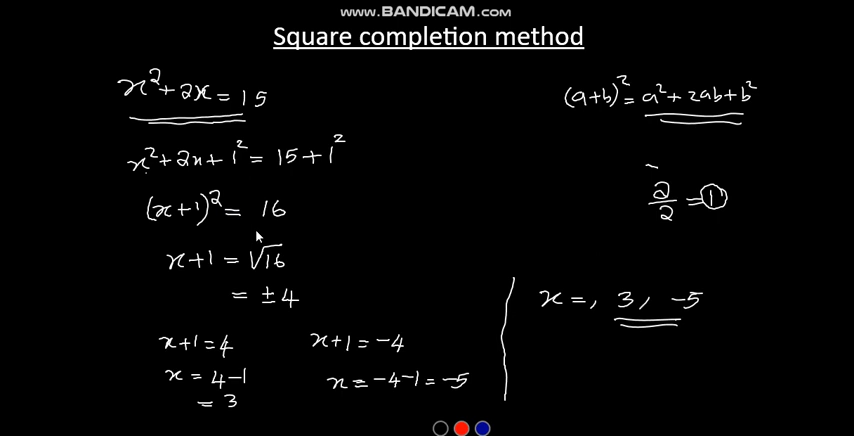 www.BANDICAM.com
Square completion method
x²+2x=15
x²+2x+1²=15+1²
(x+1)²= 16
x+1 = √16
= ±4
x+1=4
x = 4-1
= 3
x+1=-4
x=-4-1=-5
(a+b)²=a²+2ab+b²
2/2=1
x=, 3, -5